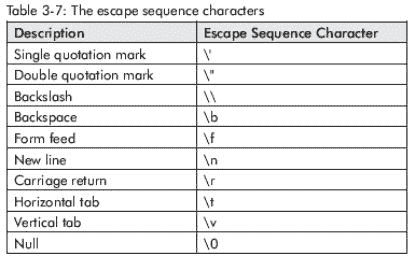 Table 3-7: The escape sequence characters
Description Escape Sequence Character
Single quotation mark \'
Double quotation mark \"
Backslash \\
Backspace \b
Form feed \f
New line \n
Carriage return \r
Horizontal tab \t
Vertical tab \v
Null \0